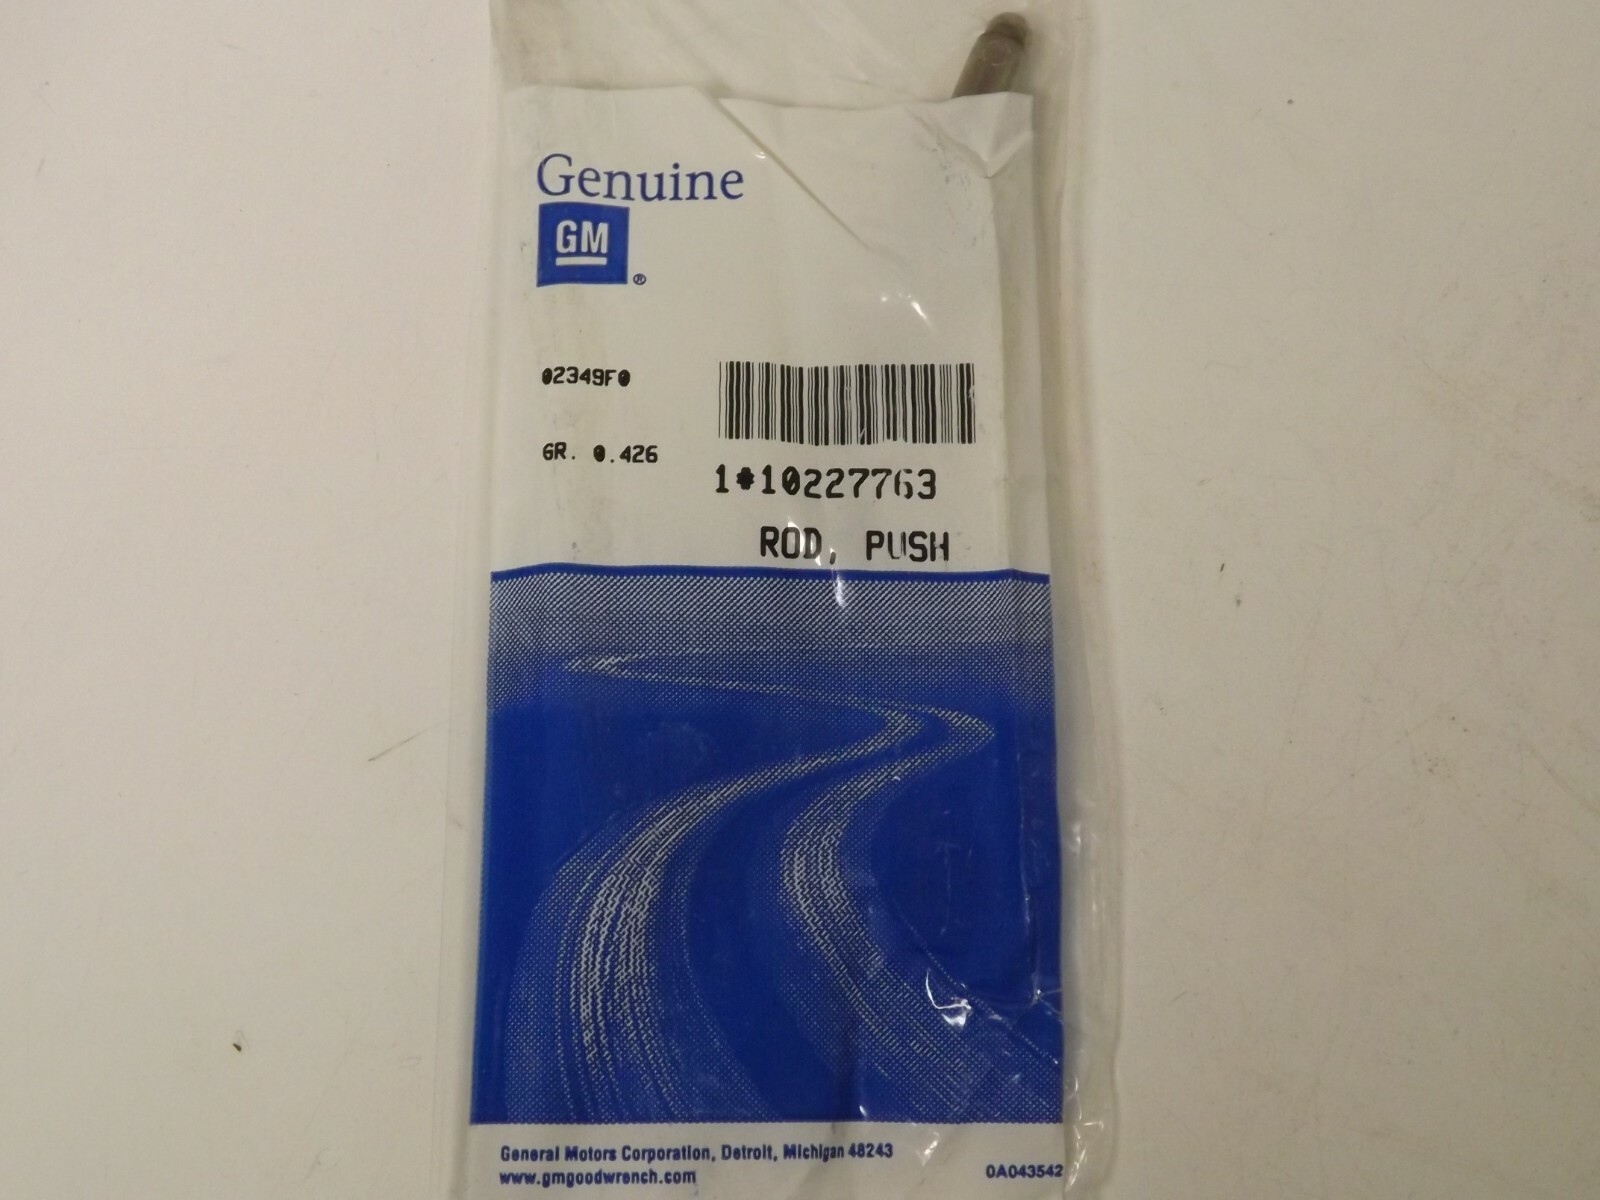 Genuine
GM
®
02349F0
GR. 0.426
1*10227763
ROD, PUSH
General Motors Corporation, Detroit, Michigan 48243
www.gmgoodwrench.com
0A043542